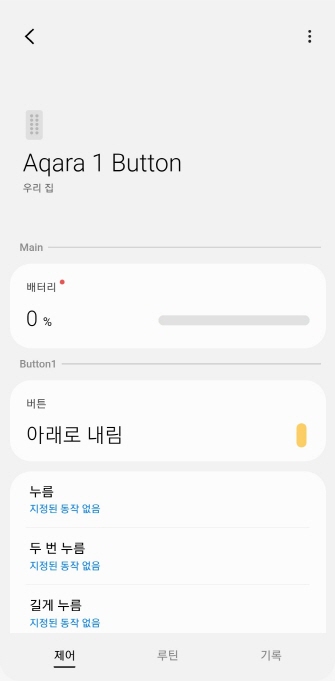 Aqara 1 Button
우리 집
Main
배터리
0 %
Button1
버튼
아래로 내림
누름
지정된 동작 없음
두 번 누름
지정된 동작 없음
길게 누름
지정된 동작 없음
제어 루틴 기록